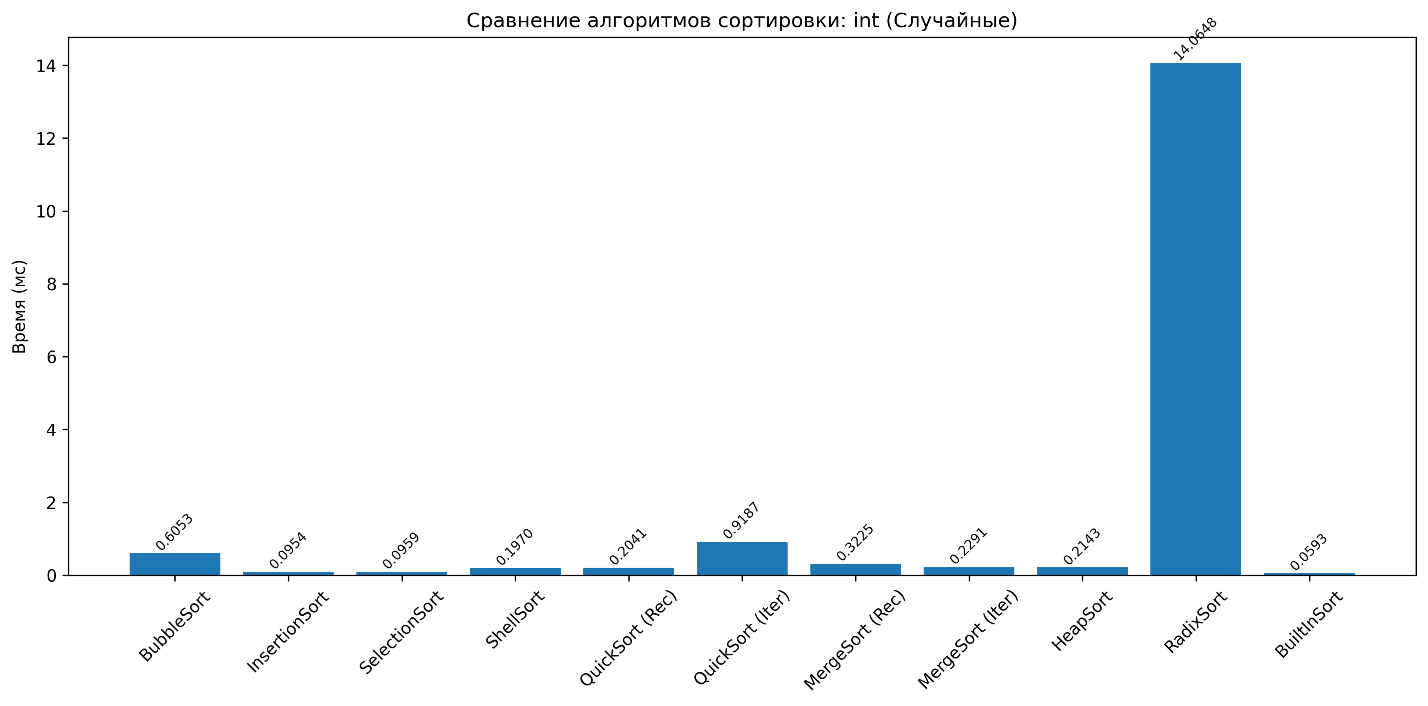 Сравнение алгоритмов сортировки: int (Случайные)
Время (мс)
14
12
10
8
6
4
2
0
0.6053
0.0954
0.0959
0.1970
0.2041
0.9187
0.3225
0.2291
0.2143
14.0648
0.0593
BubbleSort
InsertionSort
SelectionSort
ShellSort
QuickSort (Rec)
QuickSort (Iter)
MergeSort (Rec)
MergeSort (Iter)
HeapSort
RadixSort
BuiltInSort